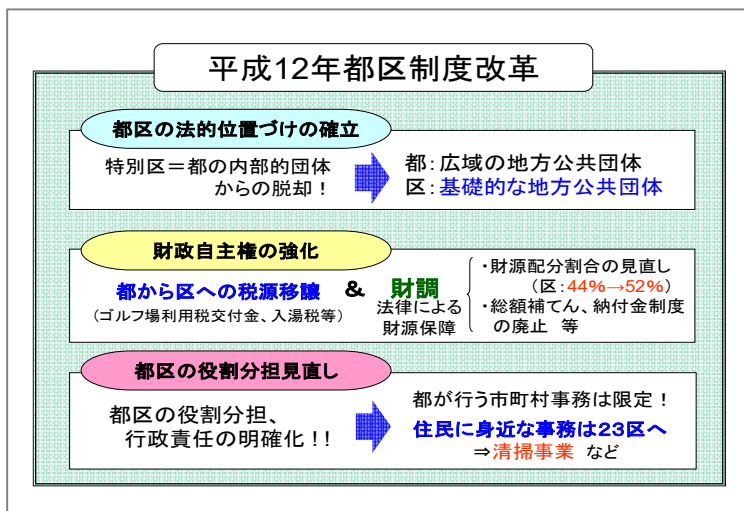 平成12年都区制度改革
都区の法的位置づけの確立
特別区＝都の内部的団体
からの脱却！
都：広域の地方公共団体
区：基礎的な地方公共団体
財政自主権の強化
都から区への税源移譲
（ゴルフ場利用税交付金、入湯税等）
＆
財調
法律による
財源保障
・財源配分割合の見直し
（区：44%→52%）
・総額補てん、納付金制度
の廃止　等
都区の役割分担見直し
都区の役割分担、
行政責任の明確化！！
都が行う市町村事務は限定！
住民に身近な事務は23区へ
⇒清掃事業　など